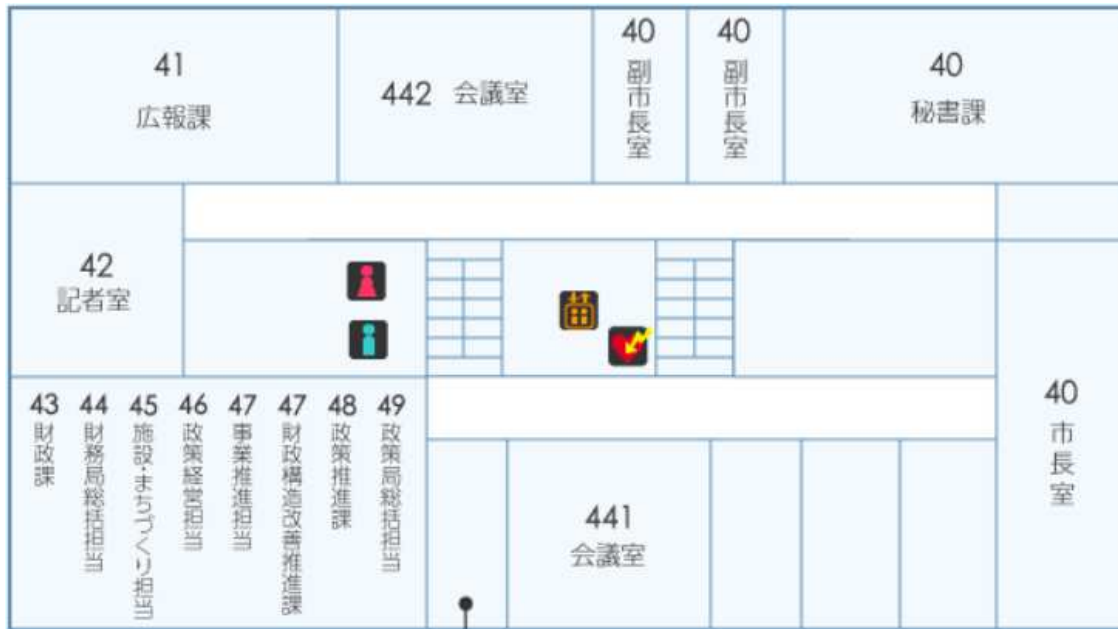 41
広報課
442 会議室
40
副市長室
40
副市長室
40
秘書課
42
記者室
43
財政課
44
財務局総括担当
45
施設・まちづくり担当
46
政策経営担当
47
事業推進担当
47
財政構造改善推進課
48
政策推進課
49
政策局総括担当
441
会議室
40
市長室